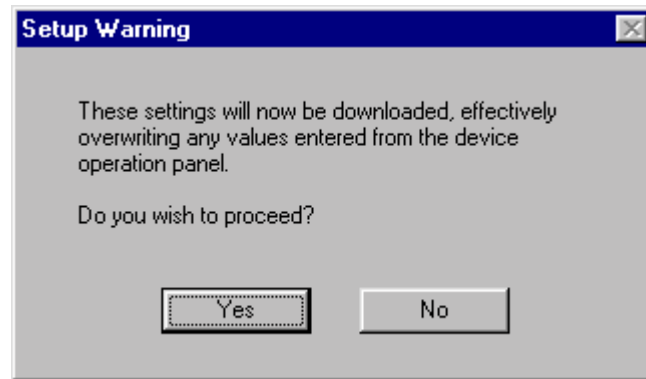 Setup Warning
These settings will now be downloaded, effectively
overwriting any values entered from the device
operation panel.
Do you wish to proceed?
Yes
No